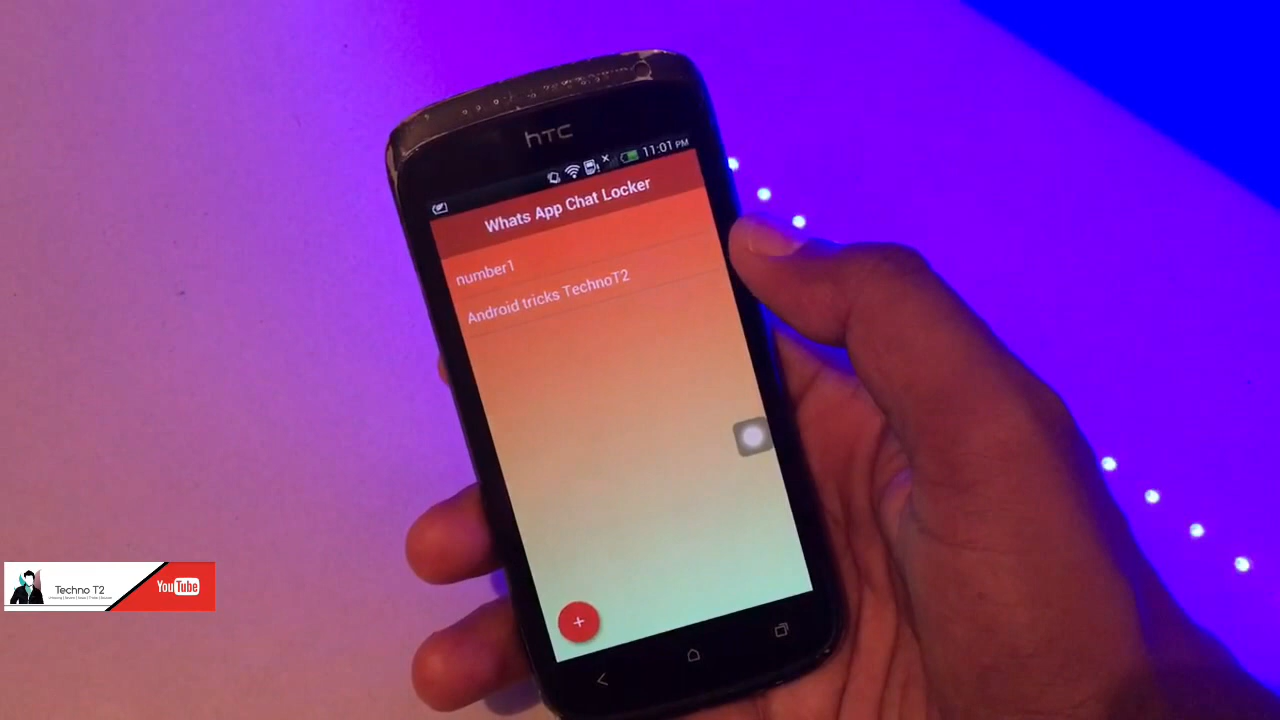 hTC
11:01 PM
Whats App Chat Locker
number1
Android tricks TechnoT2
+
Techno T2
YouTube